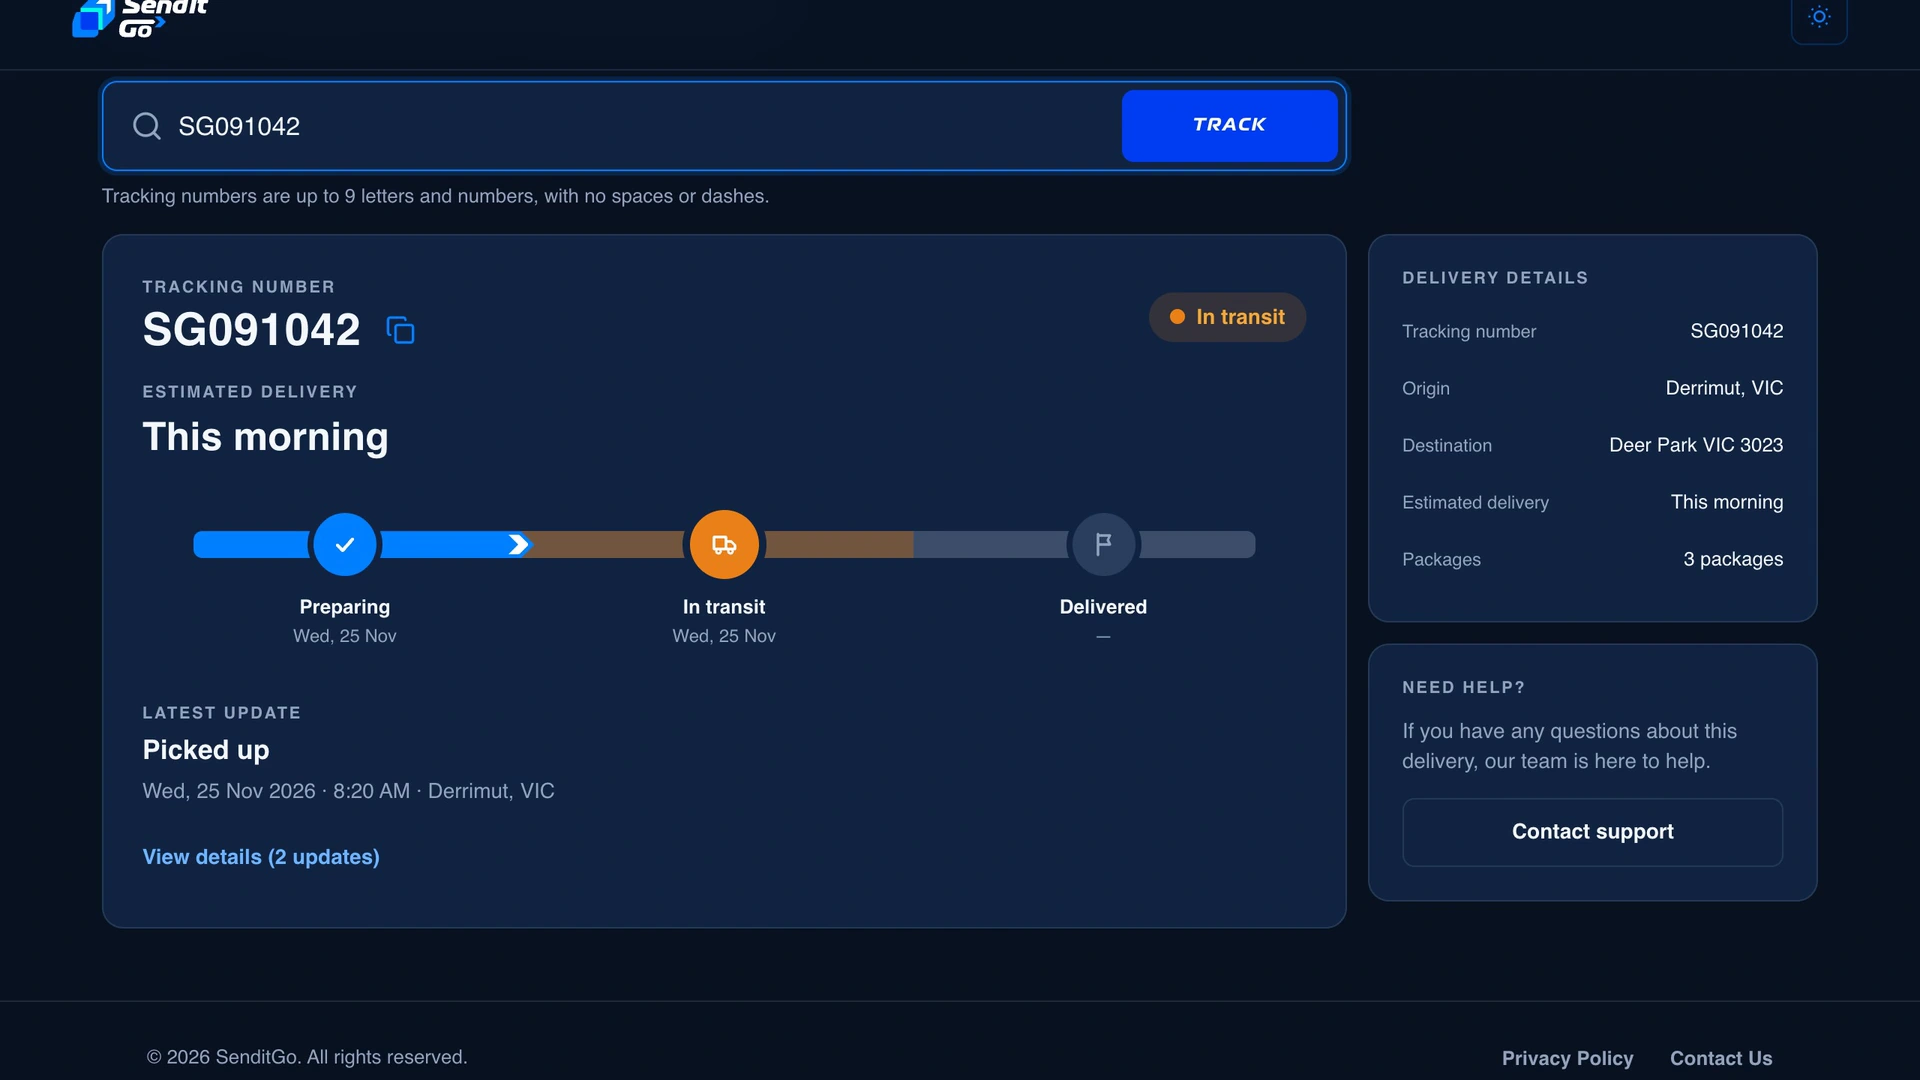 Sendit
Go
SG091042
TRACK
Tracking numbers are up to 9 letters and numbers, with no spaces or dashes.
TRACKING NUMBER
SG091042
In transit
ESTIMATED DELIVERY
This morning
Preparing
Wed, 25 Nov
In transit
Wed, 25 Nov
Delivered
—
LATEST UPDATE
Picked up
Wed, 25 Nov 2026 · 8:20 AM · Derrimut, VIC
View details (2 updates)
DELIVERY DETAILS
Tracking number SG091042
Origin Derrimut, VIC
Destination Deer Park VIC 3023
Estimated delivery This morning
Packages 3 packages
NEED HELP?
If you have any questions about this
delivery, our team is here to help.
Contact support
© 2026 SenditGo. All rights reserved.
Privacy Policy Contact Us